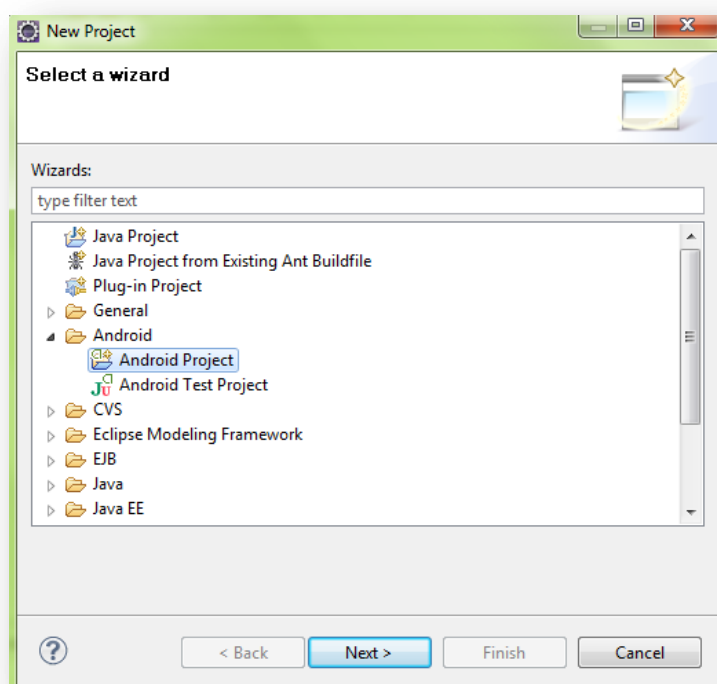 New Project
Select a wizard
Wizards:
type filter text
Java Project
Java Project from Existing Ant Buildfile
Plug-in Project
General
Android
Android Project
Android Test Project
CVS
Eclipse Modeling Framework
EJB
Java
Java EE
? < Back Next > Finish Cancel